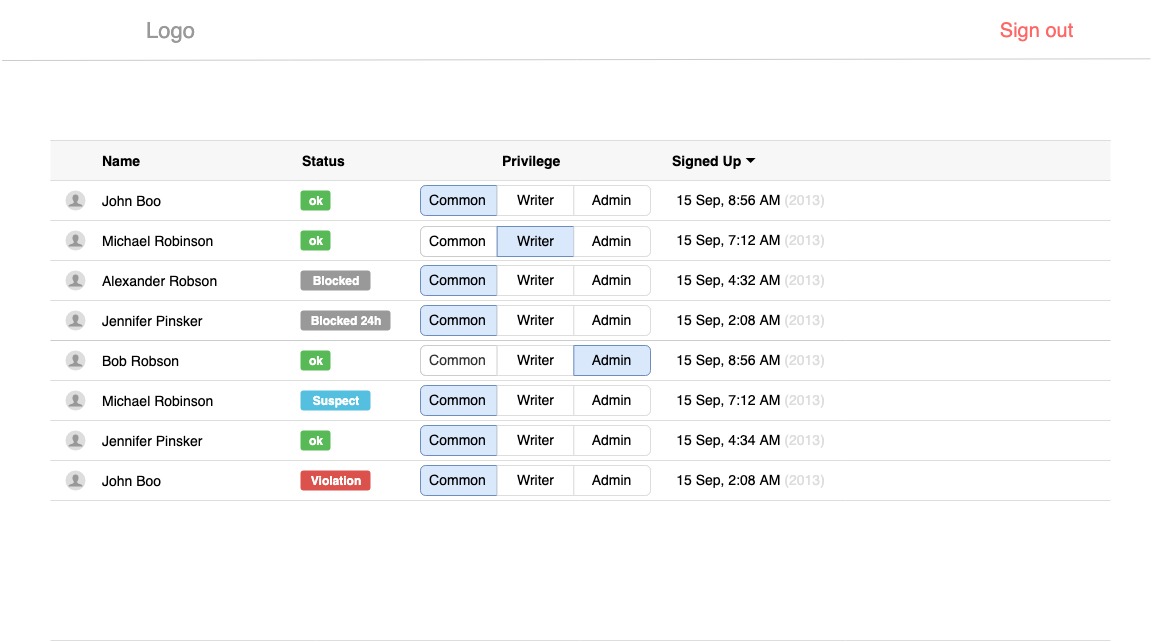 Logo Sign out
Name Status Privilege Signed Up
John Boo ok Common Writer Admin 15 Sep, 8:56 AM (2013)
Michael Robinson ok Common Writer Admin 15 Sep, 7:12 AM (2013)
Alexander Robson Blocked Common Writer Admin 15 Sep, 4:32 AM (2013)
Jennifer Pinsker Blocked 24h Common Writer Admin 15 Sep, 2:08 AM (2013)
Bob Robson ok Common Writer Admin 15 Sep, 8:56 AM (2013)
Michael Robinson Suspect Common Writer Admin 15 Sep, 7:12 AM (2013)
Jennifer Pinsker ok Common Writer Admin 15 Sep, 4:34 AM (2013)
John Boo Violation Common Writer Admin 15 Sep, 2:08 AM (2013)